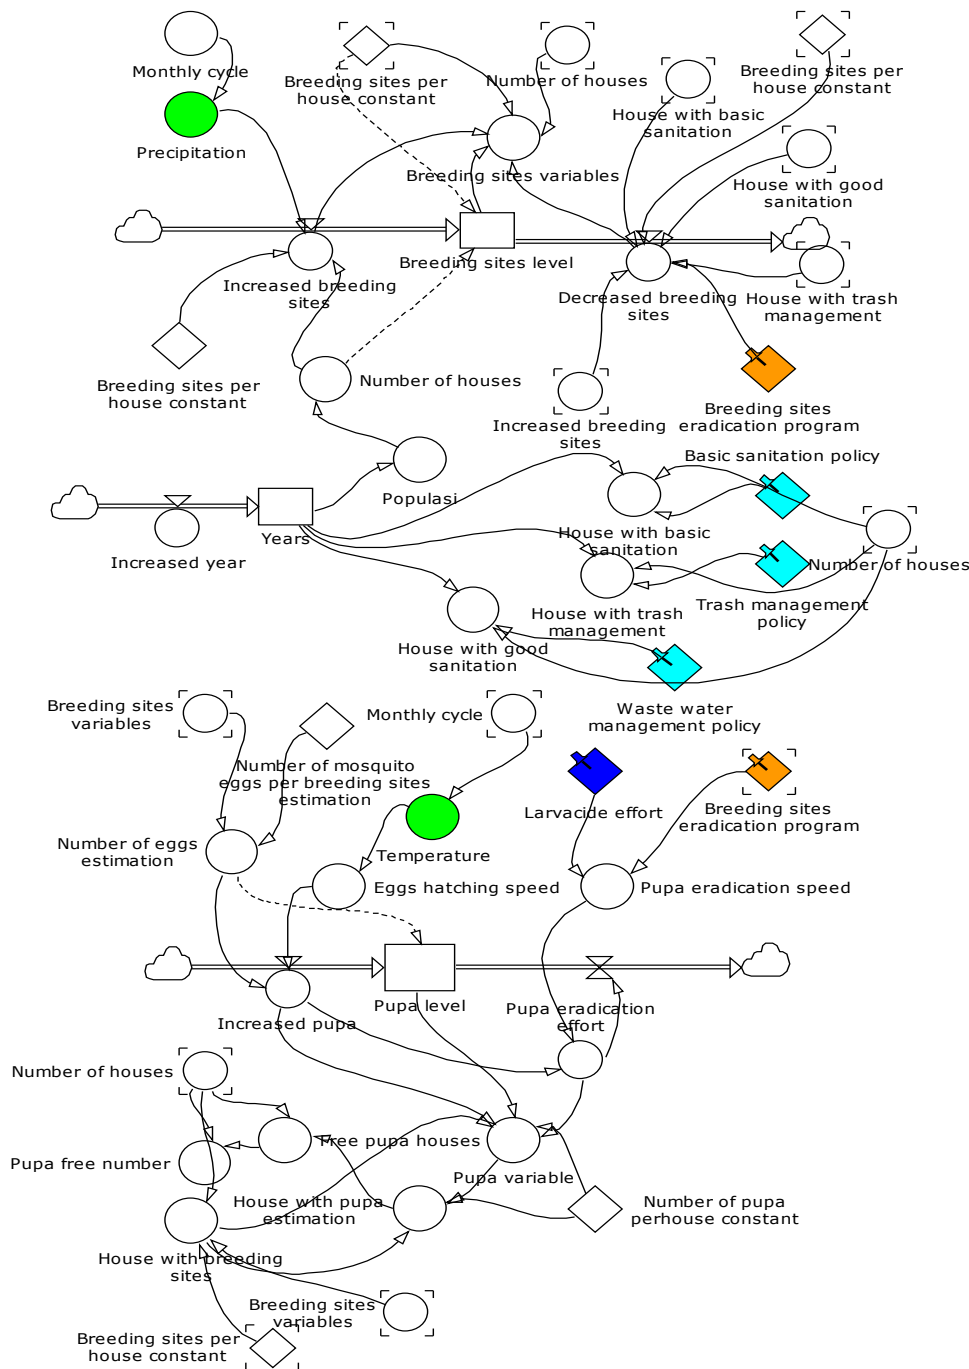 Monthly cycle
Breeding sites per
house constant
Number of houses
Breeding sites per
house constant
House with basic
sanitation
Precipitation
Breeding sites variables
House with good
sanitation
Increased breeding
sites
Breeding sites level
Decreased breeding
sites
House with trash
management
Breeding sites per
house constant
Number of houses
Increased breeding
sites
Breeding sites
eradication program
Populasi
Basic sanitation policy
Increased year
Years
House with basic
sanitation
Number of houses
House with trash
management
Trash management
policy
House with good
sanitation
Waste water
management policy
Breeding sites
variables
Monthly cycle
Number of mosquito
eggs per breeding sites
estimation
Larvacide effort
Breeding sites
eradication program
Number of eggs
estimation
Temperature
Eggs hatching speed
Pupa eradication speed
Increased pupa
Pupa level
Pupa eradication
effort
Number of houses
Free pupa houses
Pupa free number
Pupa variable
House with pupa
estimation
Number of pupa
perhouse constant
House with breeding
sites
Breeding sites
variables
Breeding sites per
house constant